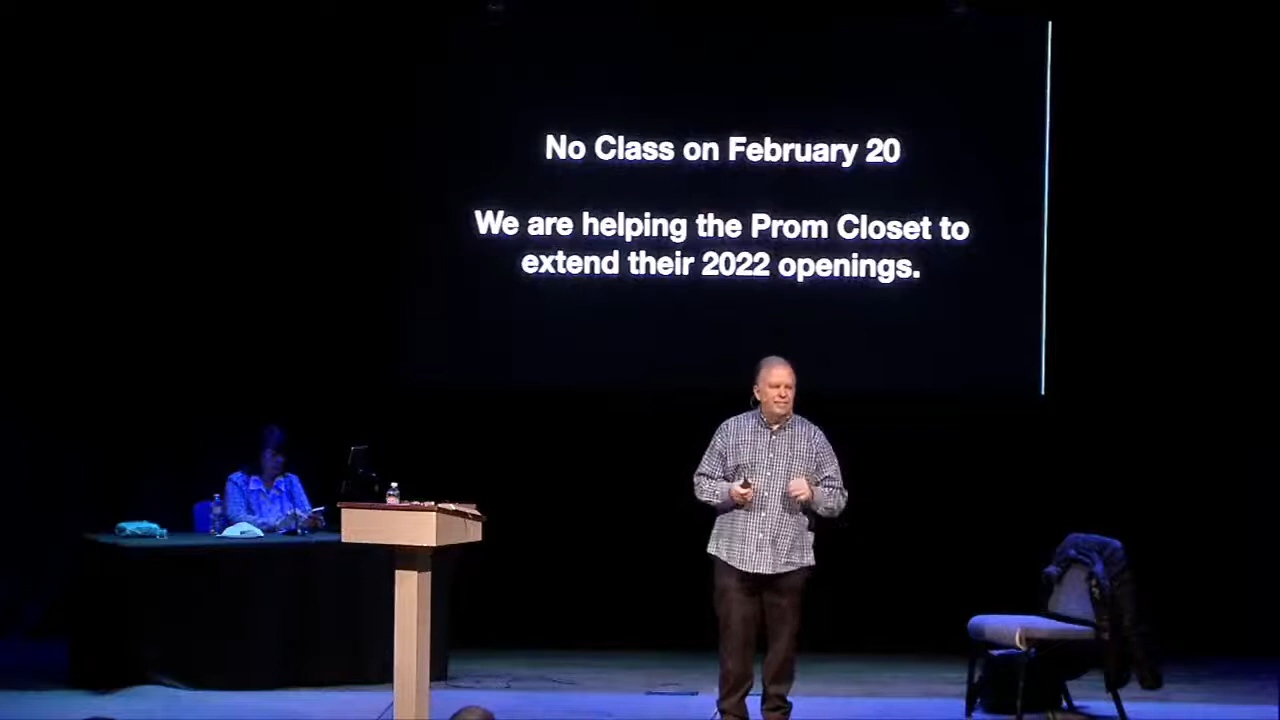 No Class on February 20
We are helping the Prom Closet to
extend their 2022 openings.